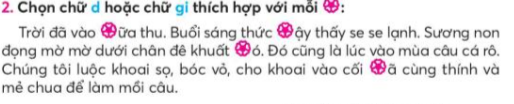 2. Chọn chữ d hoặc chữ gi thích hợp với mỗi :
Trời đã vào ữa thu. Buổi sáng thức ậy thấy se se lạnh. Sương non
đọng mờ mờ dưới chân đê khuất ó. Đó cũng là lúc vào mùa câu cá rô.
Chúng tôi luộc khoai sọ, bóc vỏ, cho khoai vào cối ã cùng thính và
mẻ chua để làm mồi câu.